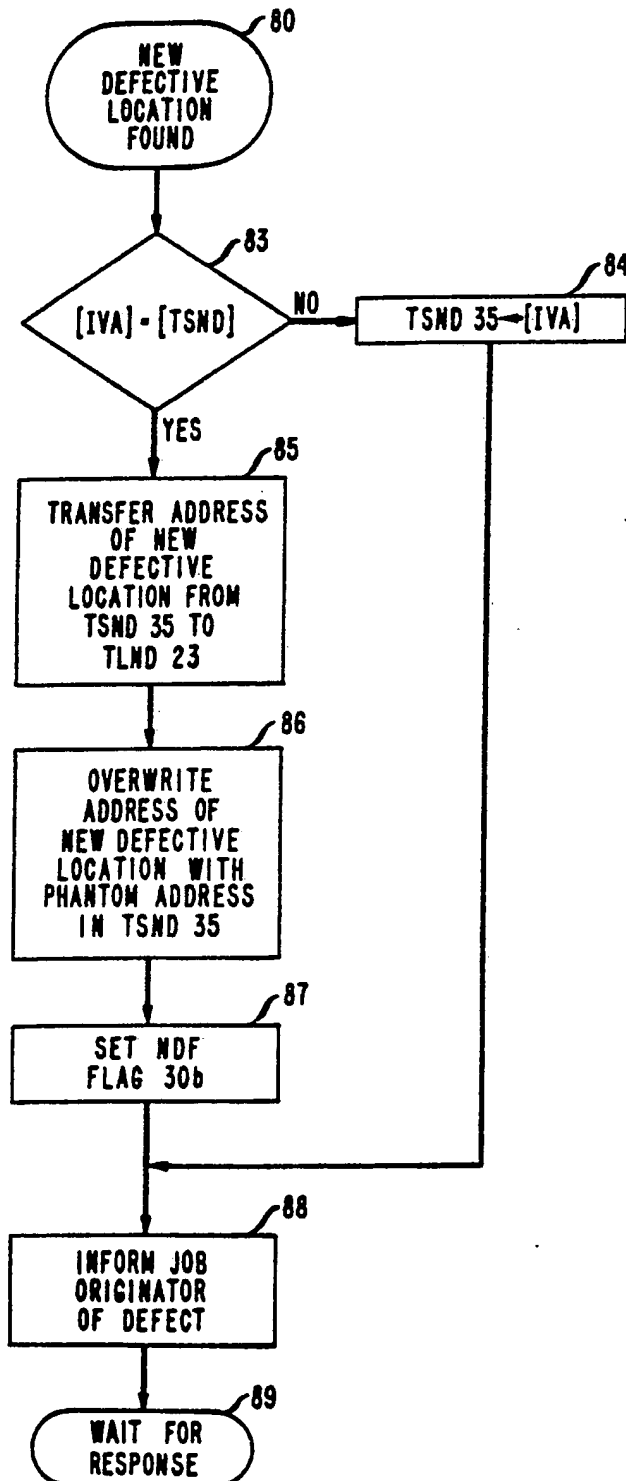 80
NEW
DEFECTIVE
LOCATION
FOUND
83
[IVA] = [TSND]
NO
84
TSND 35←[IVA]
YES
85
TRANSFER ADDRESS
OF NEW
DEFECTIVE
LOCATION FROM
TSND 35 TO
TLND 23
86
OVERWRITE
ADDRESS OF
NEW DEFECTIVE
LOCATION WITH
PHANTOM ADDRESS
IN TSND 35
87
SET NDF
FLAG 30b
88
INFORM JOB
ORIGINATOR
OF DEFECT
89
WAIT FOR
RESPONSE